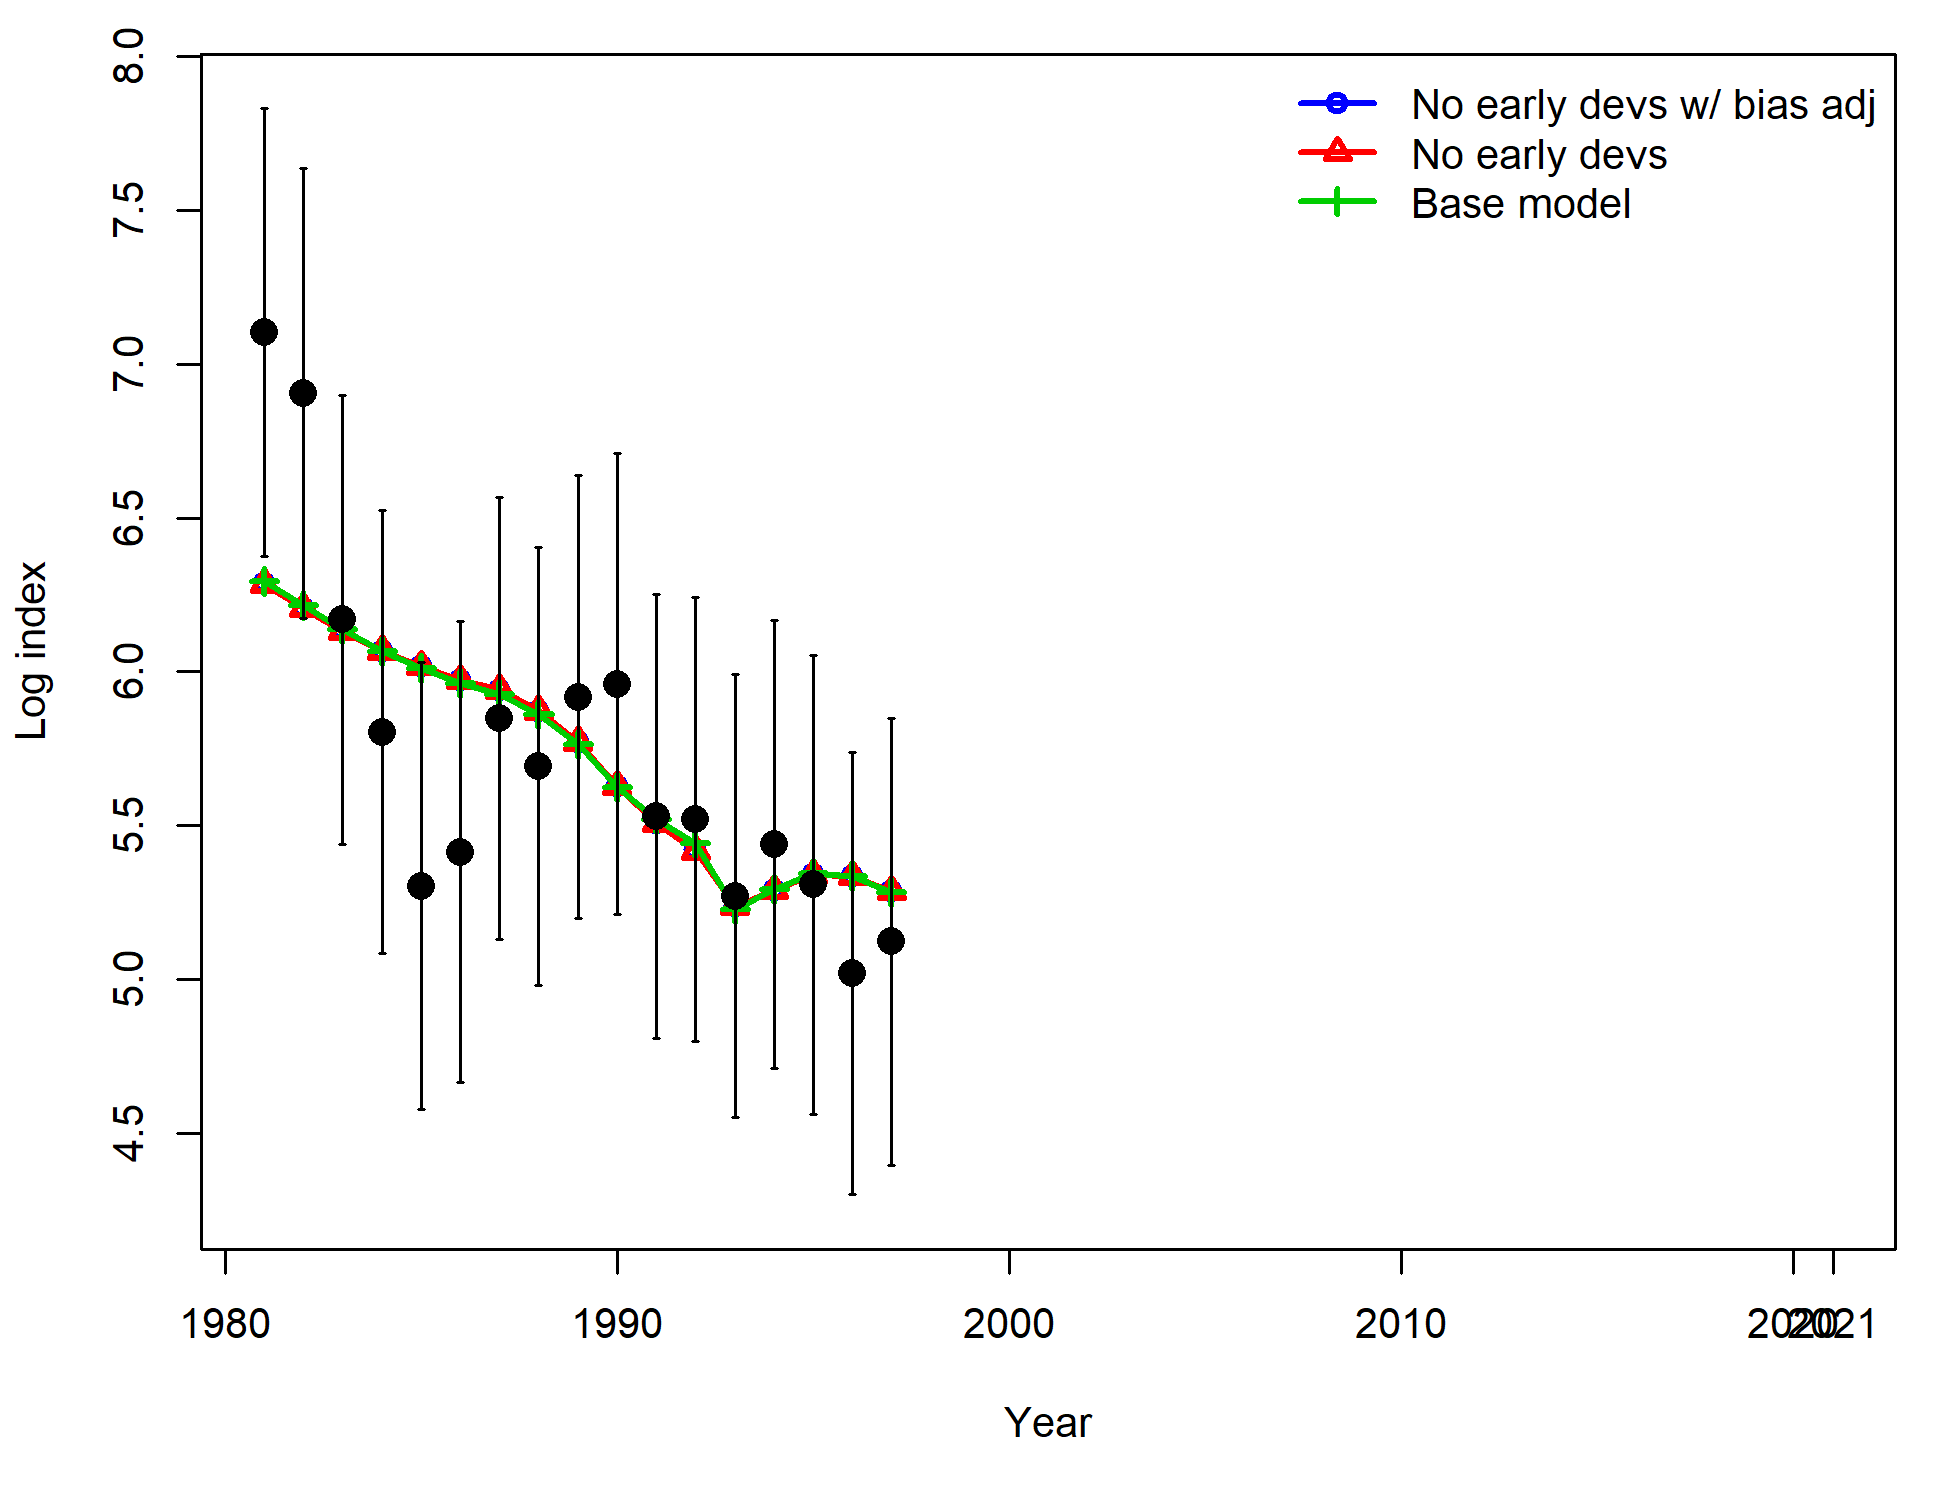 No early devs w/ bias adj
No early devs
Base model
8.0
7.5
7.0
6.5
6.0
5.5
5.0
4.5
Log index
1980 1990 2000 2010 2020 2021
Year